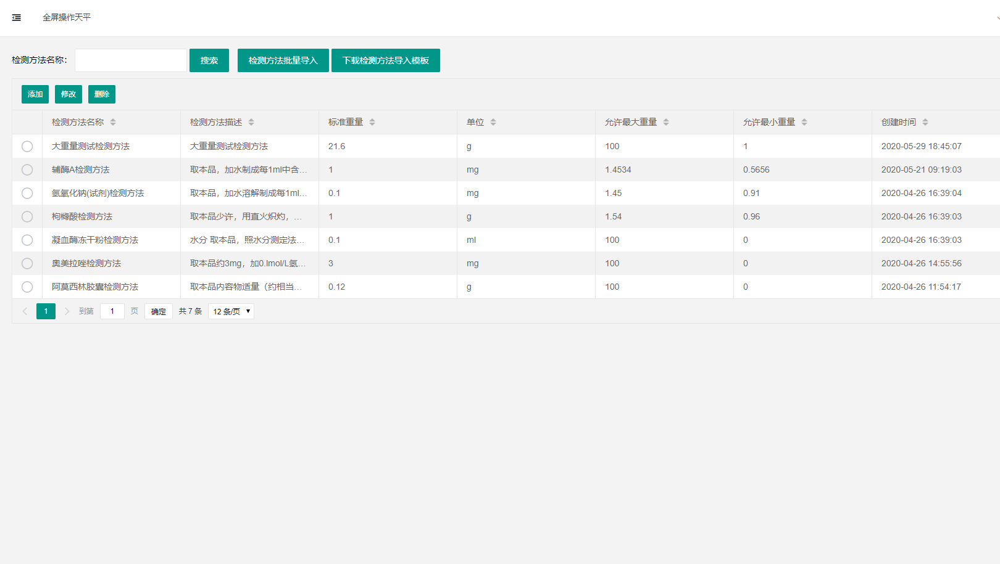 全屏操作天平
检测方法名称： 搜索 检测方法批量导入 下载检测方法导入模板
添加 修改 删除
检测方法名称 检测方法描述 标准重量 单位 允许最大重量 允许最小重量 创建时间
大重量测试检测方法 大重量测试检测方法 21.6 g 100 1 2020-05-29 18:45:07
辅酶A检测方法 取本品，加水制成每1ml中含... 1 mg 1.4534 0.5656 2020-05-21 09:19:03
氢氧化钠(试剂)检测方法 取本品，加水溶解制成每1ml... 0.1 mg 1.45 0.91 2020-04-26 16:39:04
枸橼酸检测方法 取本品少许，用直火炽灼，... 1 g 1.54 0.96 2020-04-26 16:39:03
凝血酶冻干粉检测方法 水分 取本品，照水分测定法... 0.1 ml 100 0 2020-04-26 16:39:03
奥美拉唑检测方法 取本品约3mg，加0.lmol/L氢... 3 mg 100 0 2020-04-26 14:55:56
阿莫西林胶囊检测方法 取本品内容物适量（约相当... 0.12 g 100 0 2020-04-26 11:54:17
1 到第 1 页 确定 共 7 条 12 条/页